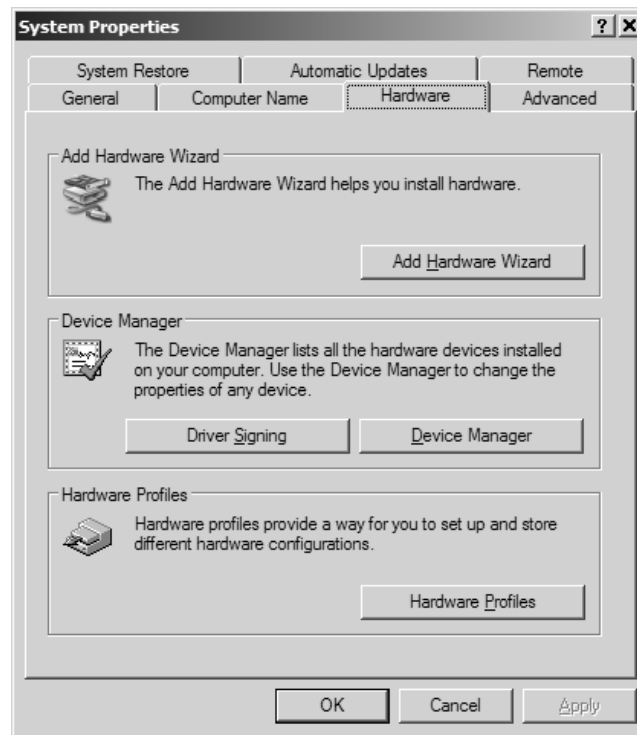 System Properties
System Restore Automatic Updates Remote
General Computer Name Hardware Advanced
Add Hardware Wizard
The Add Hardware Wizard helps you install hardware.
Add Hardware Wizard
Device Manager
The Device Manager lists all the hardware devices installed
on your computer. Use the Device Manager to change the
properties of any device.
Driver Signing Device Manager
Hardware Profiles
Hardware profiles provide a way for you to set up and store
different hardware configurations.
Hardware Profiles
OK Cancel Apply